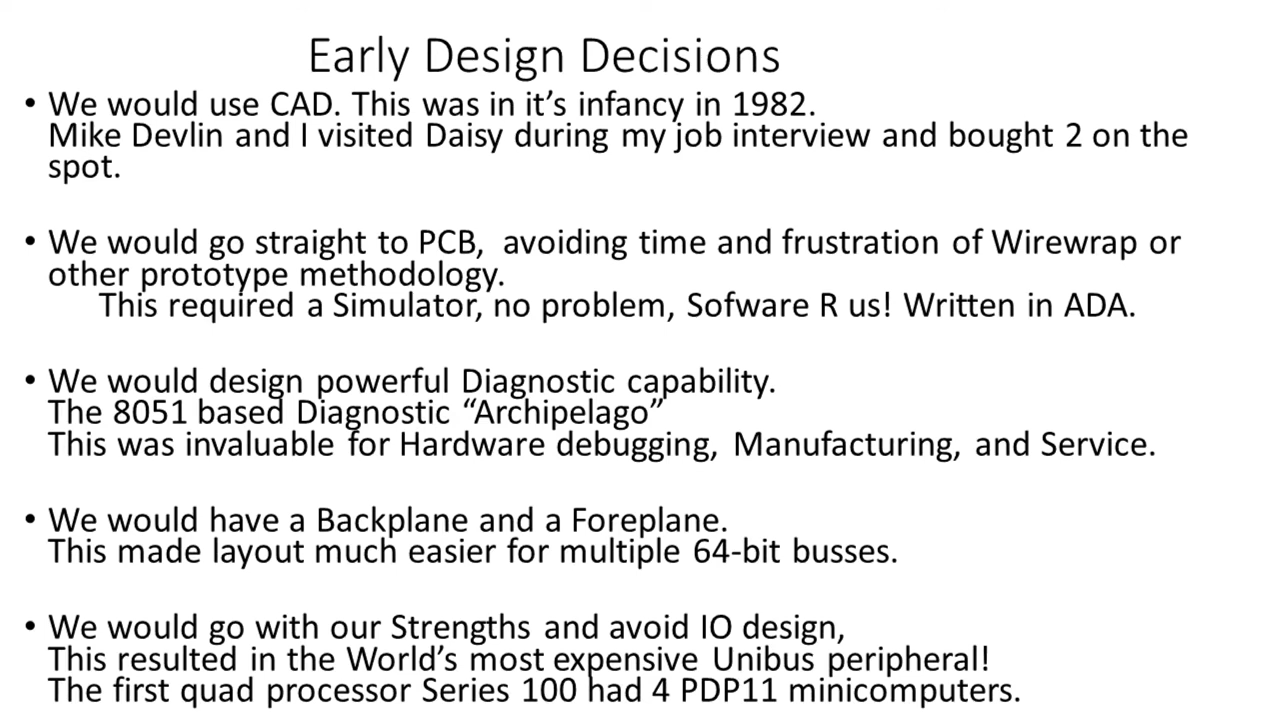 Early Design Decisions
• We would use CAD. This was in it's infancy in 1982.
Mike Devlin and I visited Daisy during my job interview and bought 2 on the
spot.
• We would go straight to PCB, avoiding time and frustration of Wirewrap or
other prototype methodology.
This required a Simulator, no problem, Sofware R us! Written in ADA.
• We would design powerful Diagnostic capability.
The 8051 based Diagnostic “Archipelago”
This was invaluable for Hardware debugging, Manufacturing, and Service.
• We would have a Backplane and a Foreplane.
This made layout much easier for multiple 64-bit busses.
• We would go with our Strengths and avoid IO design,
This resulted in the World's most expensive Unibus peripheral!
The first quad processor Series 100 had 4 PDP11 minicomputers.